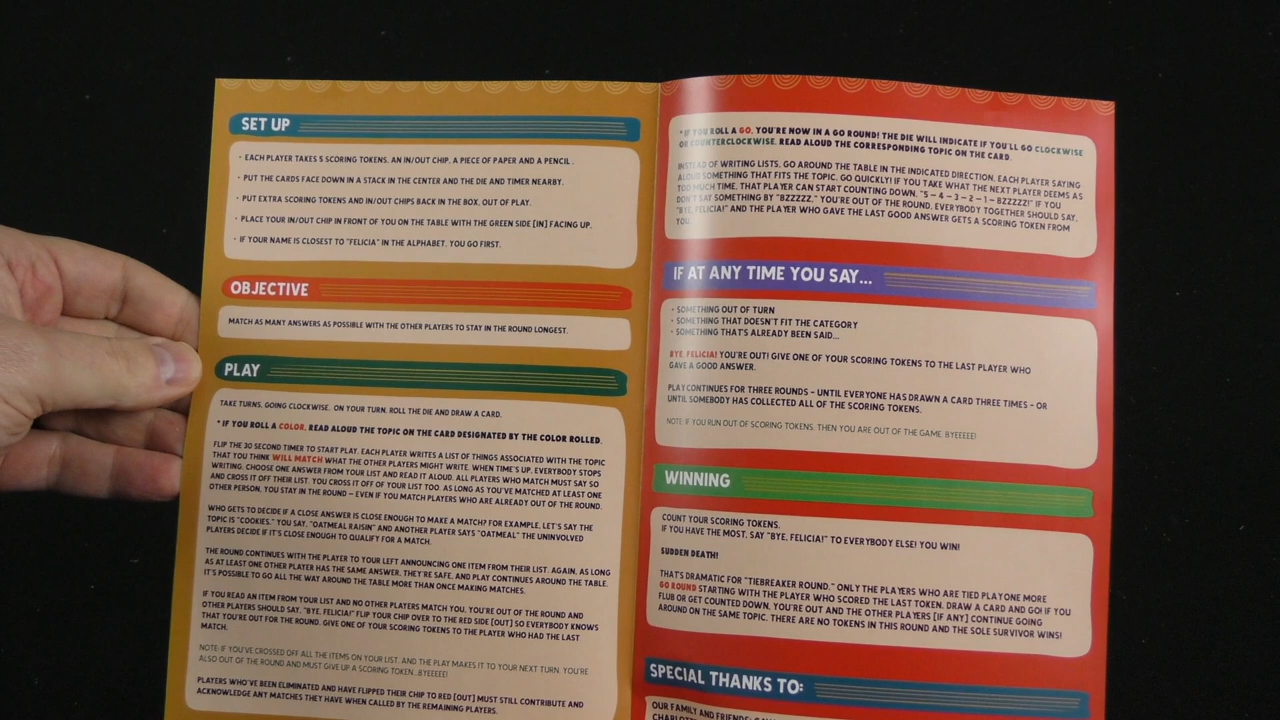 SET UP
· EACH PLAYER TAKES 5 SCORING TOKENS, AN IN/OUT CHIP, A PIECE OF PAPER AND A PENCIL.
· PUT THE CARDS FACE DOWN IN A STACK IN THE CENTER AND THE DIE AND TIMER NEARBY.
· PUT EXTRA SCORING TOKENS AND IN/OUT CHIPS BACK IN THE BOX, OUT OF PLAY.
· PLACE YOUR IN/OUT CHIP IN FRONT OF YOU ON THE TABLE WITH THE GREEN SIDE [IN] FACING UP.
· IF YOUR NAME IS CLOSEST TO "FELICIA" IN THE ALPHABET, YOU GO FIRST.
OBJECTIVE
MATCH AS MANY ANSWERS AS POSSIBLE WITH THE OTHER PLAYERS TO STAY IN THE ROUND LONGEST.
PLAY
TAKE TURNS, GOING CLOCKWISE. ON YOUR TURN, ROLL THE DIE AND DRAW A CARD.
* IF YOU ROLL A COLOR, READ ALOUD THE TOPIC ON THE CARD DESIGNATED BY THE COLOR ROLLED.
FLIP THE 30 SECOND TIMER TO START PLAY. EACH PLAYER WRITES A LIST OF THINGS ASSOCIATED WITH THE TOPIC
THAT YOU THINK WILL MATCH WHAT THE OTHER PLAYERS MIGHT WRITE. WHEN TIME'S UP, EVERYBODY STOPS
WRITING. CHOOSE ONE ANSWER FROM YOUR LIST AND READ IT ALOUD. ALL PLAYERS WHO MATCH MUST SAY SO
AND CROSS IT OFF THEIR LIST. YOU CROSS IT OFF OF YOUR LIST TOO. AS LONG AS YOU'VE MATCHED AT LEAST ONE
OTHER PERSON, YOU STAY IN THE ROUND – EVEN IF YOU MATCH PLAYERS WHO ARE ALREADY OUT OF THE ROUND.
WHO GETS TO DECIDE IF A CLOSE ANSWER IS CLOSE ENOUGH TO MAKE A MATCH? FOR EXAMPLE, LET'S SAY THE
TOPIC IS "COOKIES." YOU SAY, "OATMEAL RAISIN" AND ANOTHER PLAYER SAYS "OATMEAL" THE UNINVOLVED
PLAYERS DECIDE IF IT'S CLOSE ENOUGH TO QUALIFY FOR A MATCH.
THE ROUND CONTINUES WITH THE PLAYER TO YOUR LEFT ANNOUNCING ONE ITEM FROM THEIR LIST. AGAIN, AS LONG
AS AT LEAST ONE OTHER PLAYER HAS THE SAME ANSWER, THEY'RE SAFE, AND PLAY CONTINUES AROUND THE TABLE.
IT'S POSSIBLE TO GO ALL THE WAY AROUND THE TABLE MORE THAN ONCE MAKING MATCHES.
IF YOU READ AN ITEM FROM YOUR LIST AND NO OTHER PLAYERS MATCH YOU, YOU'RE OUT OF THE ROUND AND
OTHER PLAYERS SHOULD SAY, "BYE, FELICIA!" FLIP YOUR CHIP OVER TO THE RED SIDE [OUT] SO EVERYBODY KNOWS
THAT YOU'RE OUT FOR THE ROUND. GIVE ONE OF YOUR SCORING TOKENS TO THE PLAYER WHO HAD THE LAST
MATCH.
NOTE: IF YOU'VE CROSSED OFF ALL THE ITEMS ON YOUR LIST, AND THE PLAY MAKES IT TO YOUR NEXT TURN, YOU'RE
ALSO OUT OF THE ROUND AND MUST GIVE UP A SCORING TOKEN...BYEEEEE!
PLAYERS WHO'VE BEEN ELIMINATED AND HAVE FLIPPED THEIR CHIP TO RED [OUT] MUST STILL CONTRIBUTE AND
ACKNOWLEDGE ANY MATCHES THEY HAVE WHEN CALLED BY THE REMAINING PLAYERS.
*IF YOU ROLL A GO, YOU'RE NOW IN A GO ROUND! THE DIE WILL INDICATE IF YOU'LL GO CLOCKWISE
OR COUNTERCLOCKWISE. READ ALOUD THE CORRESPONDING TOPIC ON THE CARD.
INSTEAD OF WRITING LISTS, GO AROUND THE TABLE IN THE INDICATED DIRECTION, EACH PLAYER SAYING
ALOUD SOMETHING THAT FITS THE TOPIC. GO QUICKLY! IF YOU TAKE WHAT THE NEXT PLAYER DEEMS AS
TOO MUCH TIME, THAT PLAYER CAN START COUNTING DOWN, "5 – 4 – 3 – 2 – 1 – BZZZZZ!" IF YOU
DON'T SAY SOMETHING BY "BZZZZZ," YOU'RE OUT OF THE ROUND. EVERYBODY TOGETHER SHOULD SAY,
"BYE, FELICIA!" AND THE PLAYER WHO GAVE THE LAST GOOD ANSWER GETS A SCORING TOKEN FROM
YOU.
IF AT ANY TIME YOU SAY...
· SOMETHING OUT OF TURN
· SOMETHING THAT DOESN'T FIT THE CATEGORY
· SOMETHING THAT'S ALREADY BEEN SAID...
BYE, FELICIA! YOU'RE OUT! GIVE ONE OF YOUR SCORING TOKENS TO THE LAST PLAYER WHO
GAVE A GOOD ANSWER.
PLAY CONTINUES FOR THREE ROUNDS – UNTIL EVERYONE HAS DRAWN A CARD THREE TIMES – OR
UNTIL SOMEBODY HAS COLLECTED ALL OF THE SCORING TOKENS.
NOTE: IF YOU RUN OUT OF SCORING TOKENS, THEN YOU ARE OUT OF THE GAME. BYEEEEE!
WINNING
COUNT YOUR SCORING TOKENS.
IF YOU HAVE THE MOST, SAY "BYE, FELICIA!" TO EVERYBODY ELSE! YOU WIN!
SUDDEN DEATH!
THAT'S DRAMATIC FOR "TIEBREAKER ROUND." ONLY THE PLAYERS WHO ARE TIED PLAY ONE MORE
GO ROUND STARTING WITH THE PLAYER WHO SCORED THE LAST TOKEN. DRAW A CARD AND GO! IF YOU
FLUB OR GET COUNTED DOWN, YOU'RE OUT AND THE OTHER PLAYERS [IF ANY] CONTINUE GOING
AROUND ON THE SAME TOPIC. THERE ARE NO TOKENS IN THIS ROUND AND THE SOLE SURVIVOR WINS!
SPECIAL THANKS TO:
OUR FAMILY AND FRIENDS: